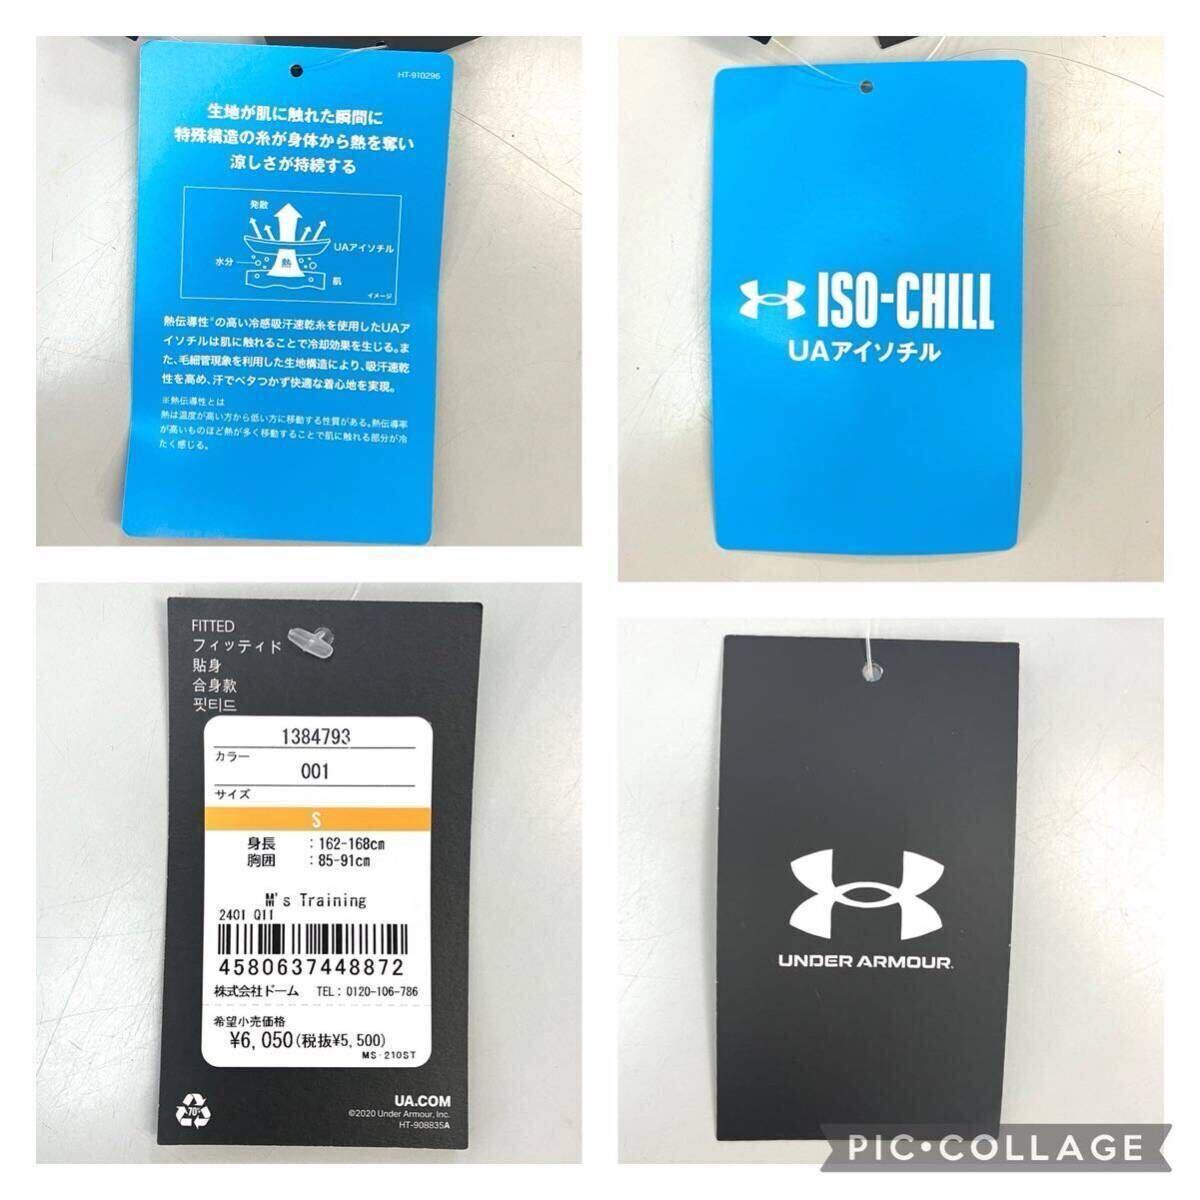 HT-910296
生地が肌に触れた瞬間に
特殊構造の糸が身体から熱を奪い
涼しさが持続する
発散
UAアイソチル
水分
熱
肌
イメージ
熱伝導性※の高い冷感吸汗速乾糸を使用したUAア
イソチルは肌に触れることで冷却効果を生じる。ま
た、毛細管現象を利用した生地構造により、吸汗速乾
性を高め、汗でベタつかず快適な着心地を実現。
※熱伝導性とは
熱は温度が高い方から低い方に移動する性質がある。熱伝導率
が高いものほど熱が多く移動することで肌に触れる部分が冷
たく感じる。
ISO-CHILL
UAアイソチル
FITTED
フィッティド
貼身
合身款
핏티드
1384793
カラー
001
サイズ
S
身長 :162-168cm
胸囲 :85-91cm
M's Training
2401 Q11
4580637448872
株式会社ドーム TEL:0120-106-786
希望小売価格
¥6,050(税抜¥5,500)
MS-210ST
70%
UA.COM
©2020 Under Armour, Inc.
HT-908835A
UNDER ARMOUR.
PIC•COLLAGE